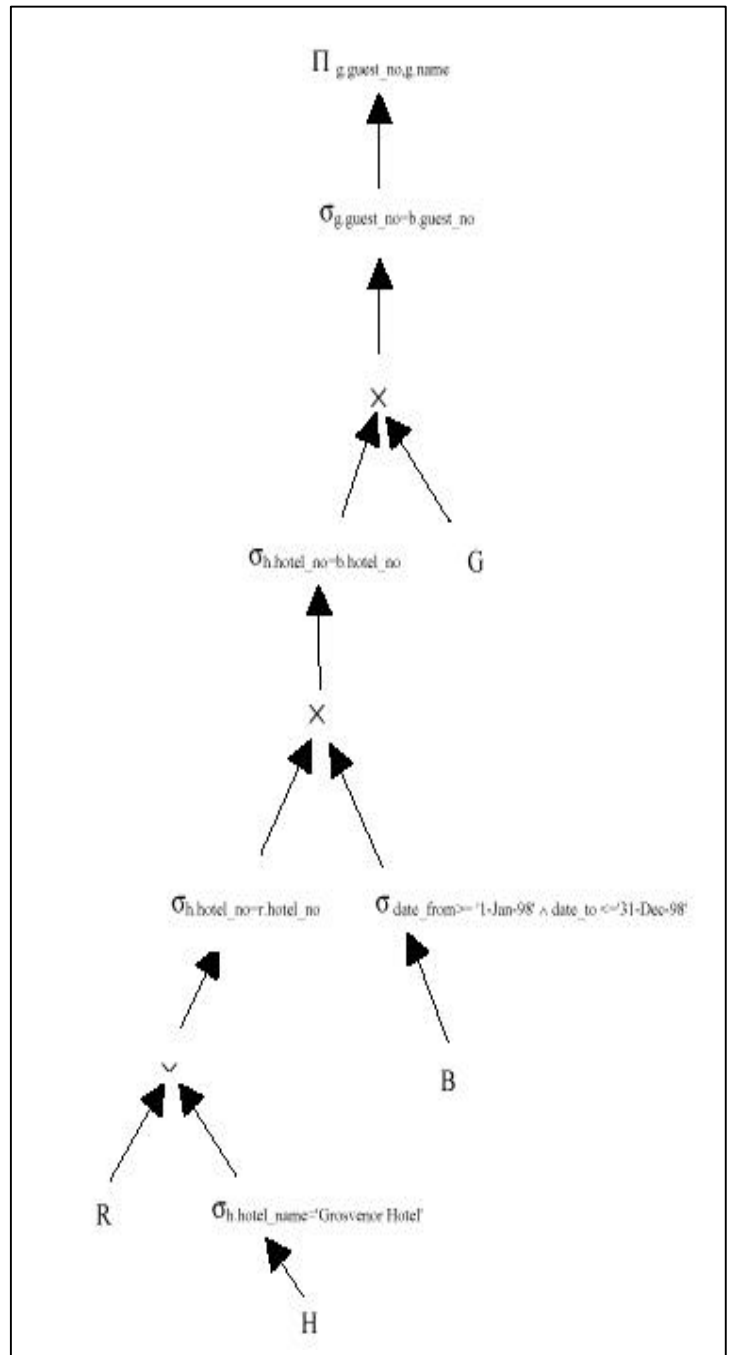 Π g.guest_no,g.name
σg.guest_no=b.guest_no
X
σh.hotel_no=b.hotel_no G
X
σh.hotel_no=r.hotel_no σ date_from>= '1-Jan-98' ∧ date_to <='31-Dec-98'
B
R σh.hotel_name='Grosvenor Hotel'
H